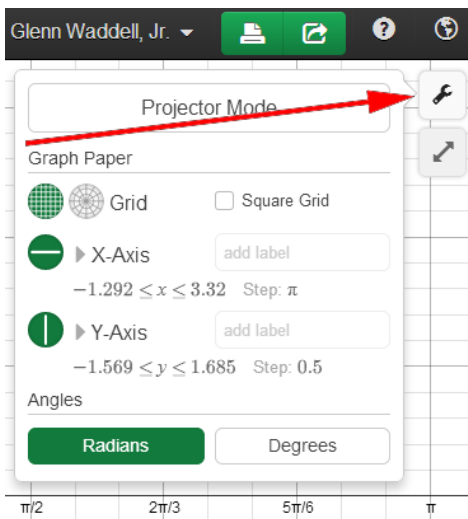 Glenn Waddell, Jr.
Projector Mode
Graph Paper
Grid Square Grid
X-Axis add label
−1.292 ≤ x ≤ 3.32 Step: π
Y-Axis add label
−1.569 ≤ y ≤ 1.685 Step: 0.5
Angles
Radians Degrees
π/2 2π/3 5π/6 π